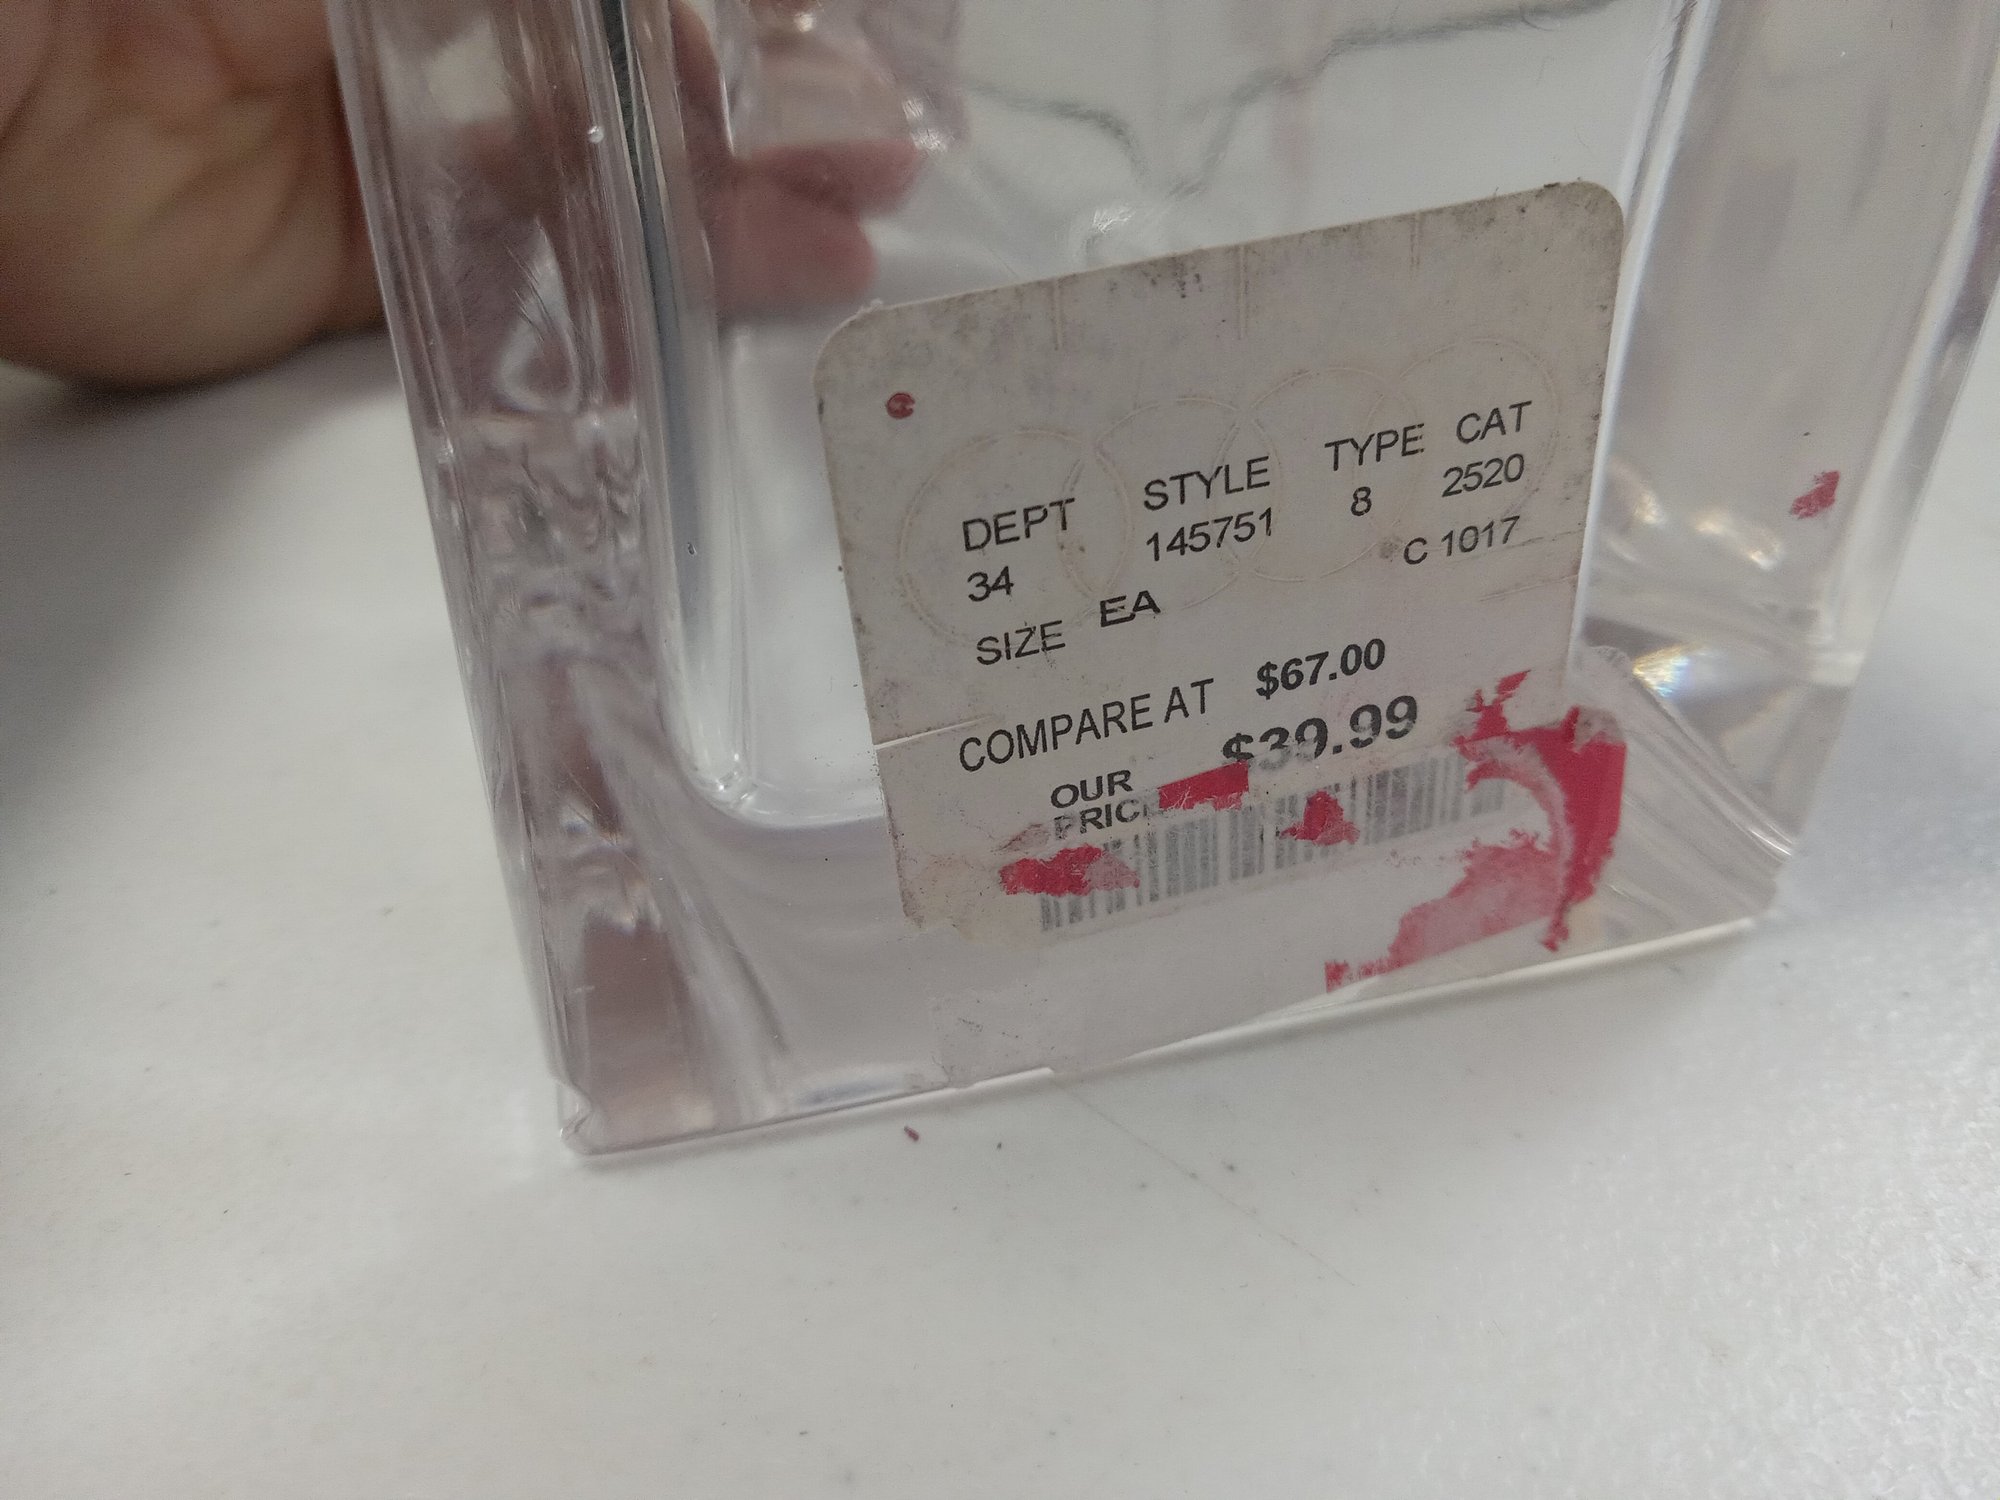 DEPT STYLE TYPE CAT
34 145751 8 2520
SIZE EA C 1017
COMPARE AT $67.00
OUR $39.99
PRIC